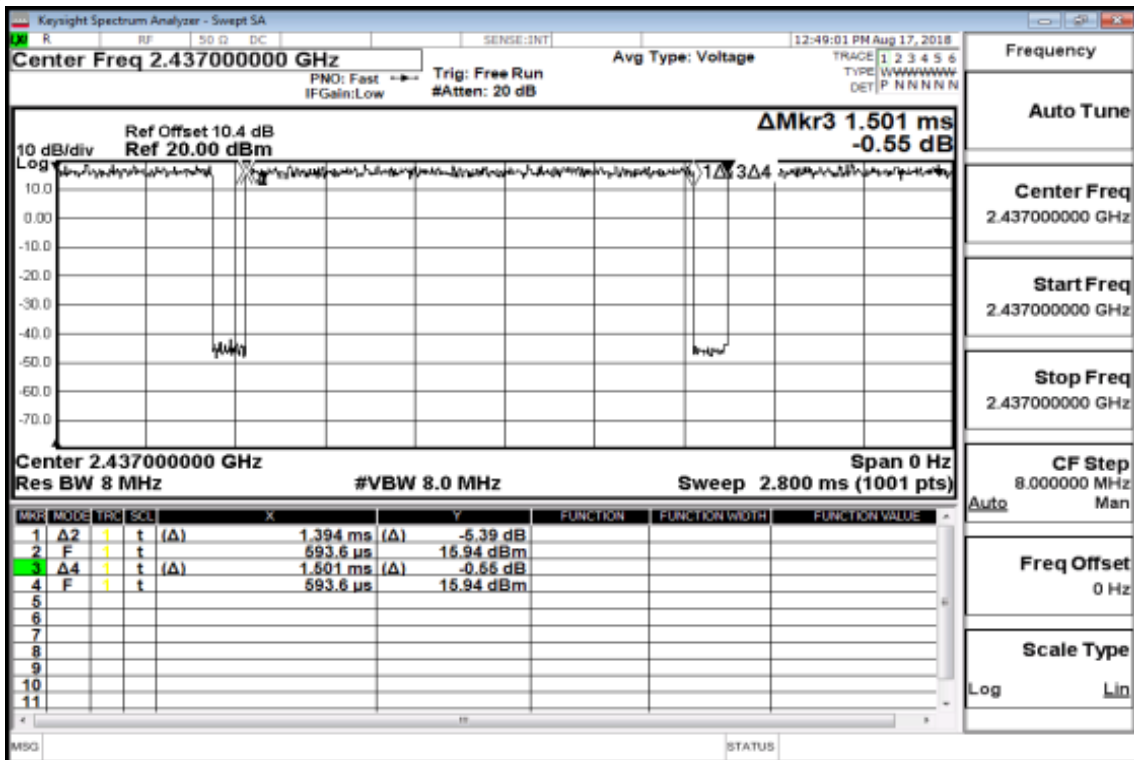 Keysight Spectrum Analyzer - Swept SA
LXI R RF 50 Ω DC SENSE:INT 12:49:01 PM Aug 17, 2018
Center Freq 2.437000000 GHz Avg Type: Voltage TRACE 1 2 3 4 5 6
PNO: Fast Trig: Free Run TYPE WWWWWW
IFGain:Low #Atten: 20 dB DET P N N N N N
Frequency
Auto Tune
Center Freq
2.437000000 GHz
Start Freq
2.437000000 GHz
Stop Freq
2.437000000 GHz
CF Step
8.000000 MHz
Auto Man
Freq Offset
0 Hz
Scale Type
Log Lin
ΔMkr3 1.501 ms
-0.55 dB
Ref Offset 10.4 dB
10 dB/div Ref 20.00 dBm
Log
1Δ2 3Δ4
10.0
0.00
-10.0
-20.0
-30.0
-40.0
-50.0
-60.0
-70.0
Center 2.437000000 GHz Span 0 Hz
Res BW 8 MHz #VBW 8.0 MHz Sweep 2.800 ms (1001 pts)
MKR MODE TRC SCL X Y FUNCTION FUNCTION WIDTH FUNCTION VALUE
1 Δ2 1 t (Δ) 1.394 ms (Δ) -5.39 dB
2 F 1 t 593.6 µs 15.94 dBm
3 Δ4 1 t (Δ) 1.501 ms (Δ) -0.55 dB
4 F 1 t 593.6 µs 15.94 dBm
5
6
7
8
9
10
11
MSG STATUS